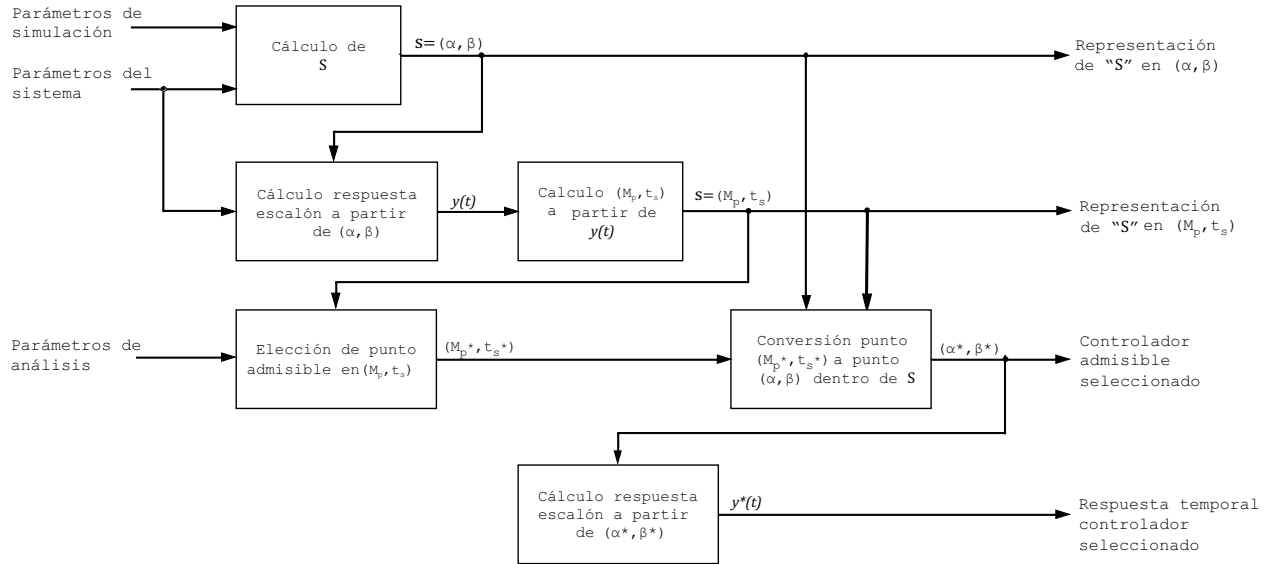 Parámetros de
simulación
Parámetros del
sistema
Cálculo de
S
s=(α,β)
Representación
de “S” en (α,β)
Cálculo respuesta
escalón a partir
de (α,β)
y(t)
Calculo (Mp,ts)
a partir de
y(t)
s=(Mp,ts)
Representación
de “S” en (Mp,ts)
Parámetros de
análisis
Elección de punto
admisible en(Mp,ts)
(Mp*,ts*)
Conversión punto
(Mp*,ts*) a punto
(α,β) dentro de S
(α*,β*)
Controlador
admisible
seleccionado
Cálculo respuesta
escalón a partir
de (α*,β*)
y*(t)
Respuesta temporal
controlador
seleccionado